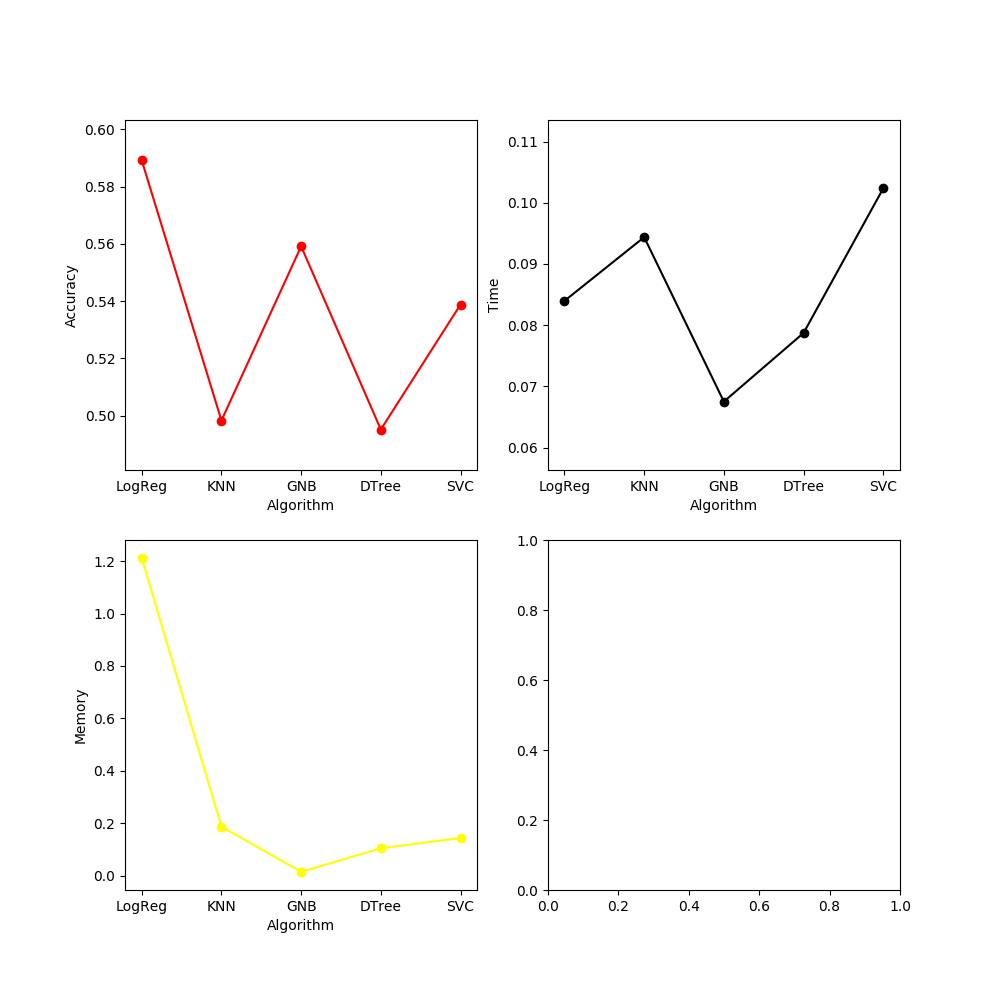 0.60
0.58
0.56
0.54
0.52
0.50
Accuracy
LogReg KNN GNB DTree SVC
Algorithm
0.11
0.10
0.09
0.08
0.07
0.06
Time
LogReg KNN GNB DTree SVC
Algorithm
1.2
1.0
0.8
0.6
0.4
0.2
0.0
Memory
LogReg KNN GNB DTree SVC
Algorithm
1.0
0.8
0.6
0.4
0.2
0.0
0.0 0.2 0.4 0.6 0.8 1.0